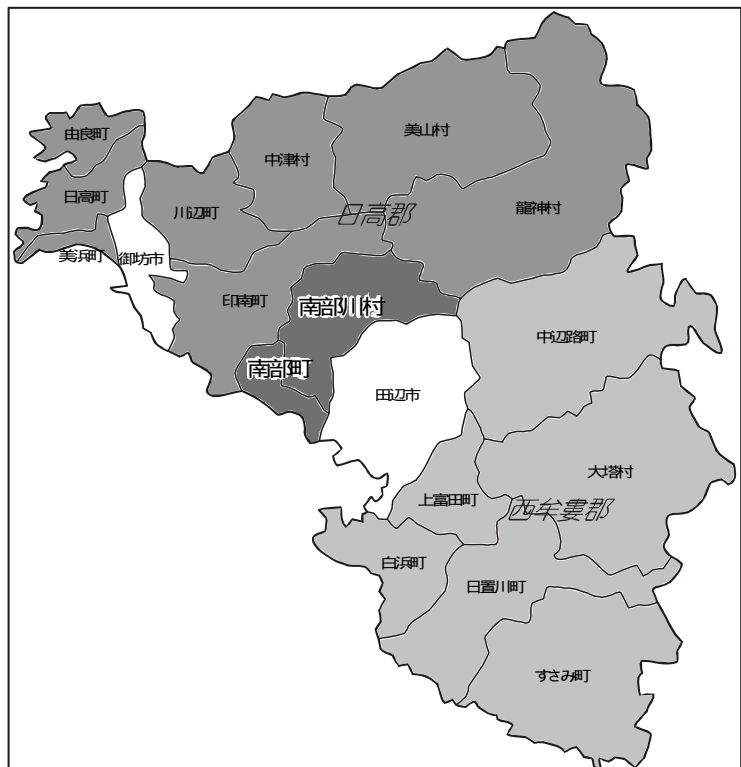 美山村
由良町
中津村
日高町
川辺町
日高郡
龍神村
美浜町
御坊市
印南町
南部川村
中辺路町
南部町
田辺市
大塔村
上富田町
西牟婁郡
白浜町
日置川町
すさみ町